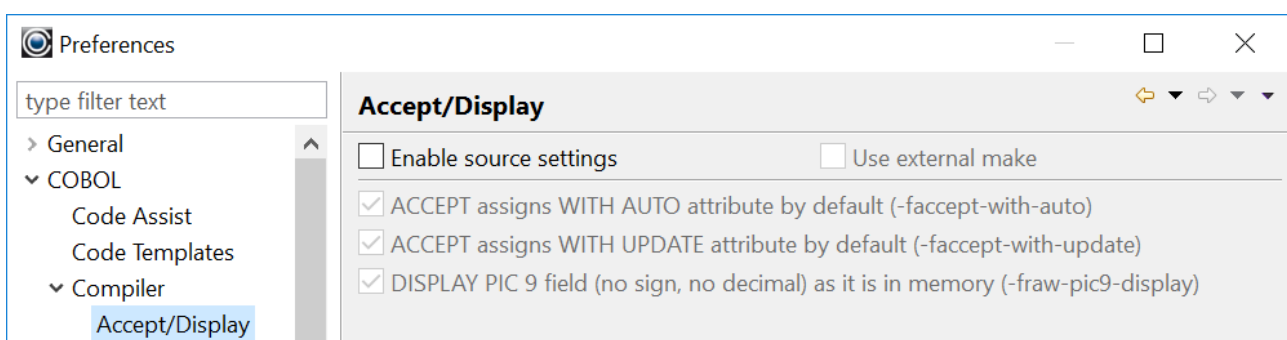 Preferences
type filter text
Accept/Display
General
Enable source settings Use external make
COBOL
ACCEPT assigns WITH AUTO attribute by default (-faccept-with-auto)
Code Assist
ACCEPT assigns WITH UPDATE attribute by default (-faccept-with-update)
Code Templates
DISPLAY PIC 9 field (no sign, no decimal) as it is in memory (-fraw-pic9-display)
Compiler
Accept/Display